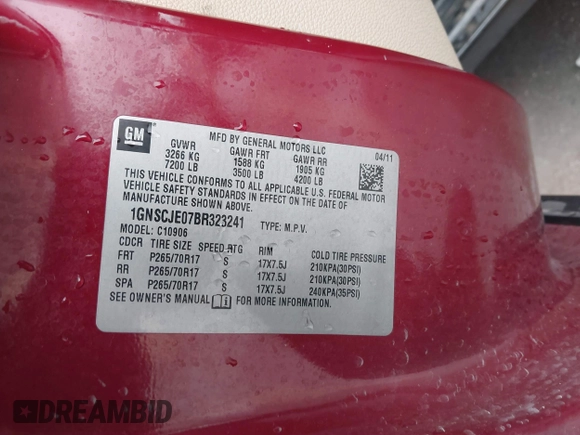 GM
MFD BY GENERAL MOTORS LLC
GVWR GAWR FRT GAWR RR 04/11
3266 KG 1588 KG 1905 KG
7200 LB 3500 LB 4200 LB
THIS VEHICLE CONFORMS TO ALL APPLICABLE U.S. FEDERAL MOTOR
VEHICLE SAFETY STANDARDS IN EFFECT ON THE DATE OF
MANUFACTURE SHOWN ABOVE.
1GNSCJE07BR323241 TYPE: M.P.V.
MODEL: C10906
CDCR TIRE SIZE SPEED RTG RIM COLD TIRE PRESSURE
FRT P265/70R17 S 17X7.5J 210KPA(30PSI)
RR P265/70R17 S 17X7.5J 210KPA(30PSI)
SPA P265/70R17 S 17X7.5J 240KPA(35PSI)
SEE OWNER'S MANUAL FOR MORE INFORMATION.
DREAMBID